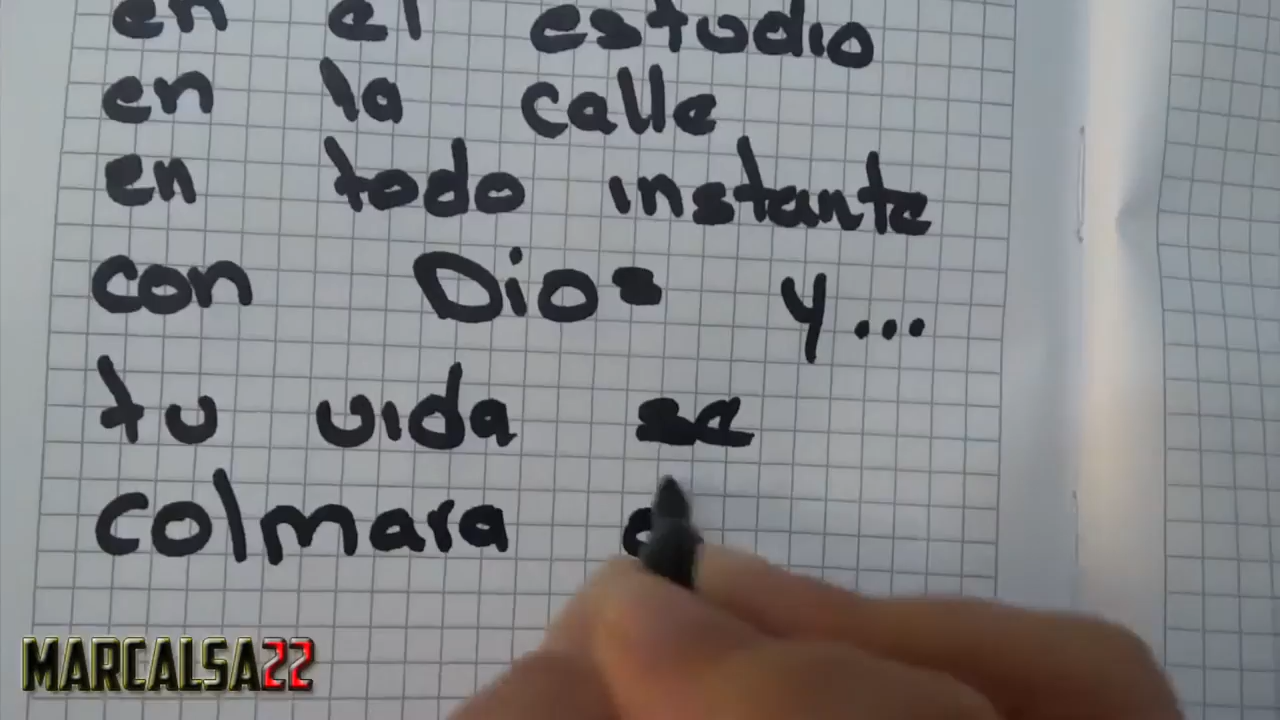 en el estudio
en la calle
en todo instante
con Dios y...
tu vida se
colmara
MARCALSA22